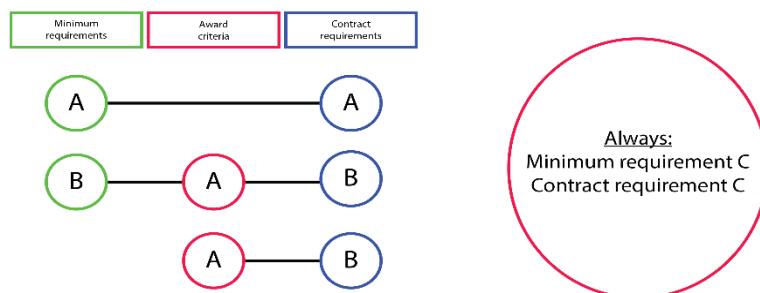 Minimum
requirements
Award
criteria
Contract
requirements
A
A
B
A
B
A
B
Always:
Minimum requirement C
Contract requirement C